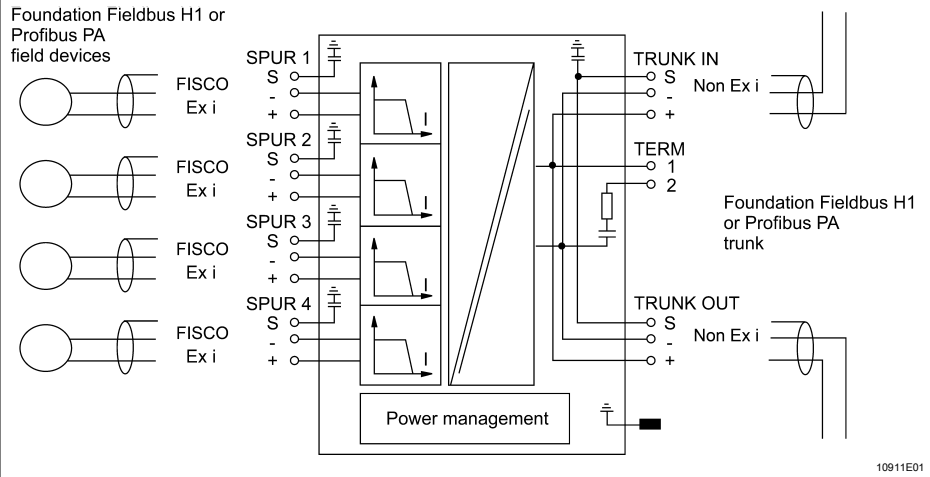 Foundation Fieldbus H1 or
Profibus PA
field devices
SPUR 1
S
-
+
FISCO
Ex i
SPUR 2
S
-
+
FISCO
Ex i
SPUR 3
S
-
+
FISCO
Ex i
SPUR 4
S
-
+
FISCO
Ex i
I
I
I
I
Power management
TRUNK IN
S
-
+
Non Ex i
TERM
1
2
Foundation Fieldbus H1
or Profibus PA
trunk
TRUNK OUT
S
-
+
Non Ex i
10911E01